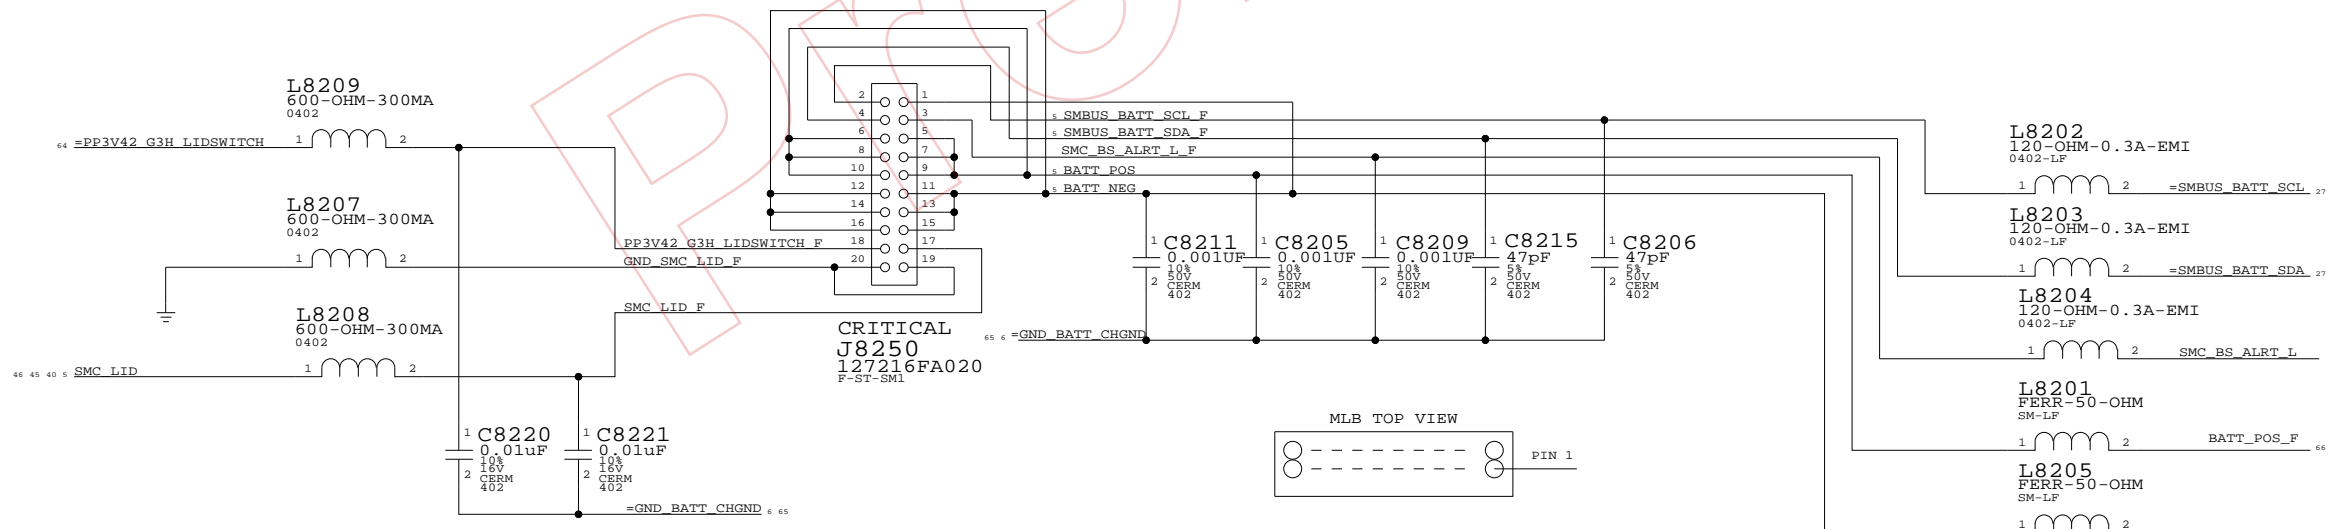 L8209
600-OHM-300MA
0402
64 =PP3V42_G3H_LIDSWITCH 1 2
L8207
600-OHM-300MA
0402
1 2
L8208
600-OHM-300MA
0402
46 45 40 5 SMC_LID 1 2
1 C8220
0.01uF
10%
16V
2 CERM
402
1 C8221
0.01uF
10%
16V
2 CERM
402
=GND_BATT_CHGND 6 65
PP3V42_G3H_LIDSWITCH_F
GND_SMC_LID_F
SMC_LID_F
2 1
4 3
6 5
8 7
10 9
12 11
14 13
16 15
18 17
20 19
CRITICAL
J8250
127216FA020
F-ST-SM1
5 SMBUS_BATT_SCL_F
5 SMBUS_BATT_SDA_F
SMC_BS_ALRT_L_F
5 BATT_POS
5 BATT_NEG
1 C8211
0.001UF
10%
50V
2 CERM
402
1 C8205
0.001UF
10%
50V
2 CERM
402
1 C8209
0.001UF
10%
50V
2 CERM
402
1 C8215
47pF
5%
50V
2 CERM
402
1 C8206
47pF
5%
50V
2 CERM
402
65 6 =GND_BATT_CHGND
MLB TOP VIEW
PIN 1
L8202
120-OHM-0.3A-EMI
0402-LF
1 2 =SMBUS_BATT_SCL 27
L8203
120-OHM-0.3A-EMI
0402-LF
1 2 =SMBUS_BATT_SDA 27
L8204
120-OHM-0.3A-EMI
0402-LF
1 2 SMC_BS_ALRT_L
L8201
FERR-50-OHM
SM-LF
1 2 BATT_POS_F 66
L8205
FERR-50-OHM
SM-LF
1 2